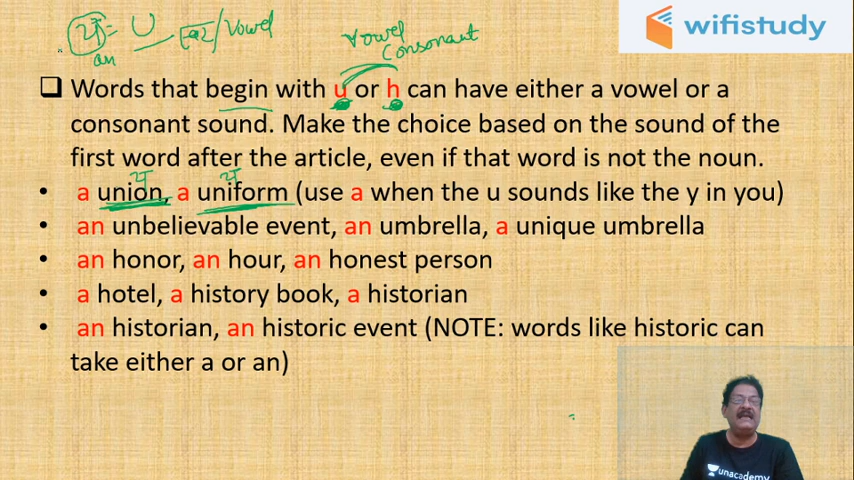 = U स्वर / Vowel
an
Vowel
Consonant
wifistudy
Words that begin with u or h can have either a vowel or a
consonant sound. Make the choice based on the sound of the
first word after the article, even if that word is not the noun.
य य
• a union, a uniform (use a when the u sounds like the y in you)
• an unbelievable event, an umbrella, a unique umbrella
• an honor, an hour, an honest person
• a hotel, a history book, a historian
• an historian, an historic event (NOTE: words like historic can
take either a or an)
unacademy